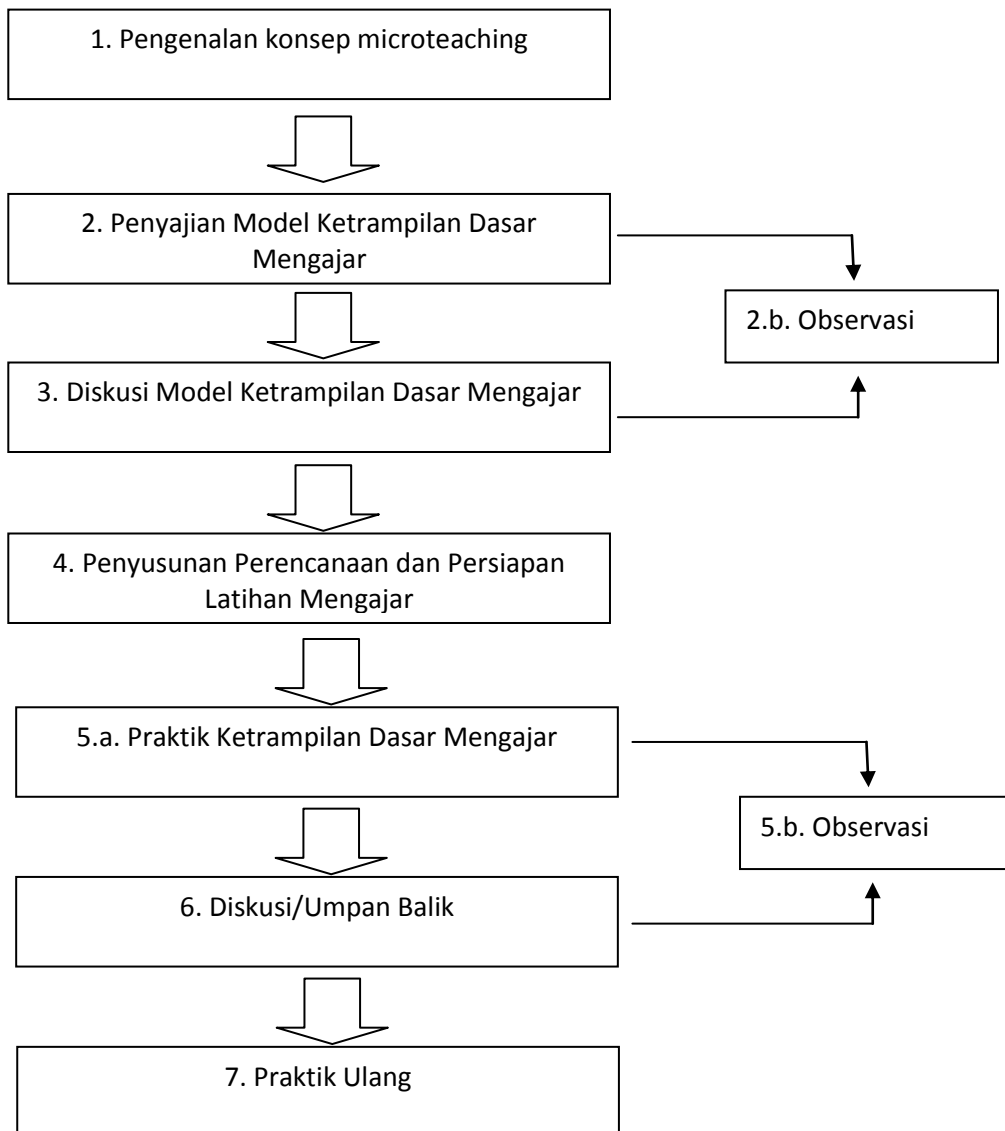 1. Pengenalan konsep microteaching
2. Penyajian Model Ketrampilan Dasar
Mengajar
2.b. Observasi
3. Diskusi Model Ketrampilan Dasar Mengajar
4. Penyusunan Perencanaan dan Persiapan
Latihan Mengajar
5.a. Praktik Ketrampilan Dasar Mengajar
5.b. Observasi
6. Diskusi/Umpan Balik
7. Praktik Ulang